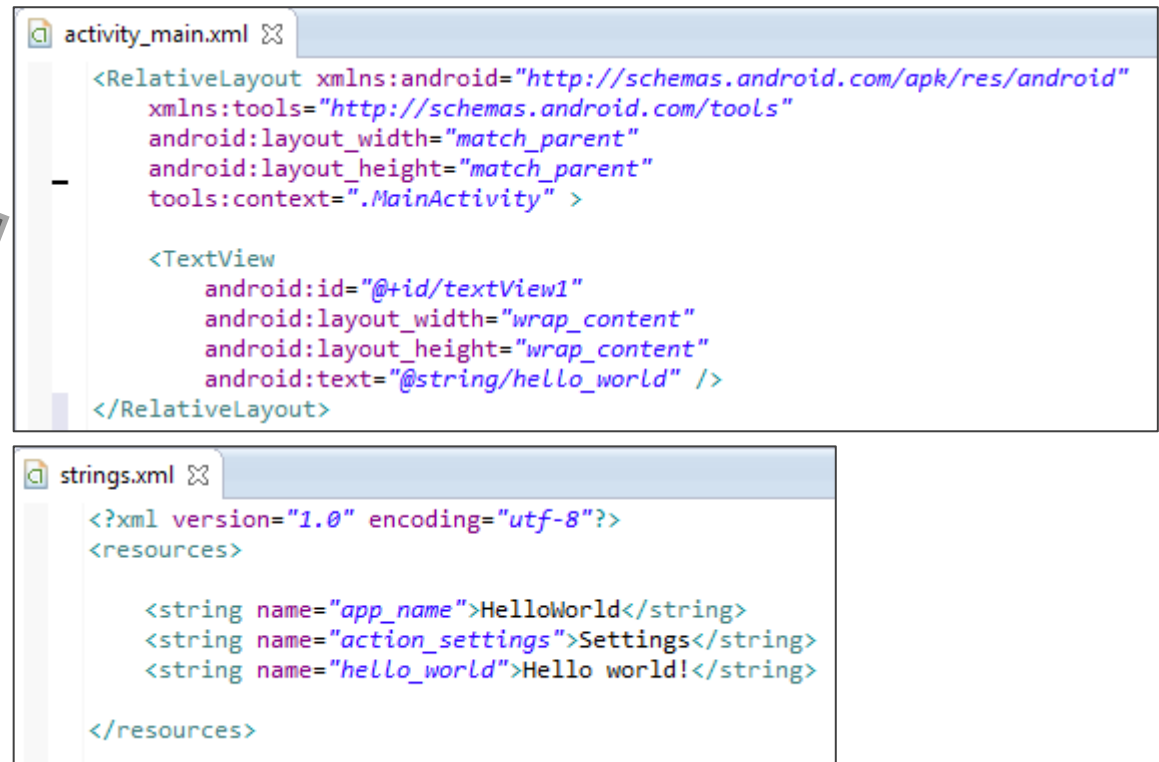 activity_main.xml
<RelativeLayout xmlns:android="http://schemas.android.com/apk/res/android"
    xmlns:tools="http://schemas.android.com/tools"
    android:layout_width="match_parent"
    android:layout_height="match_parent"
    tools:context=".MainActivity" >

    <TextView
        android:id="@+id/textView1"
        android:layout_width="wrap_content"
        android:layout_height="wrap_content"
        android:text="@string/hello_world" />
</RelativeLayout>
strings.xml
<?xml version="1.0" encoding="utf-8"?>
<resources>

    <string name="app_name">HelloWorld</string>
    <string name="action_settings">Settings</string>
    <string name="hello_world">Hello world!</string>

</resources>